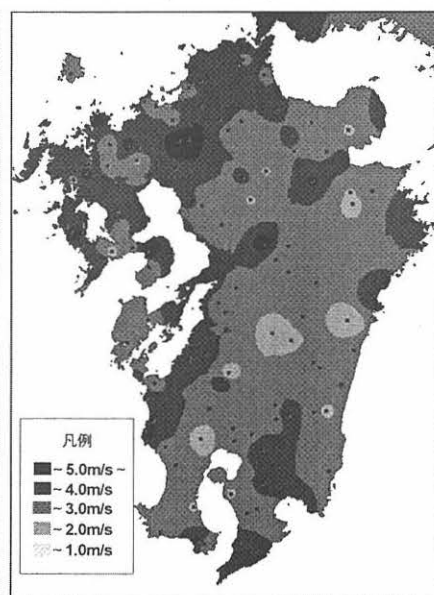 凡例
~ 5.0m/s ~
~ 4.0m/s
~ 3.0m/s
~ 2.0m/s
~ 1.0m/s